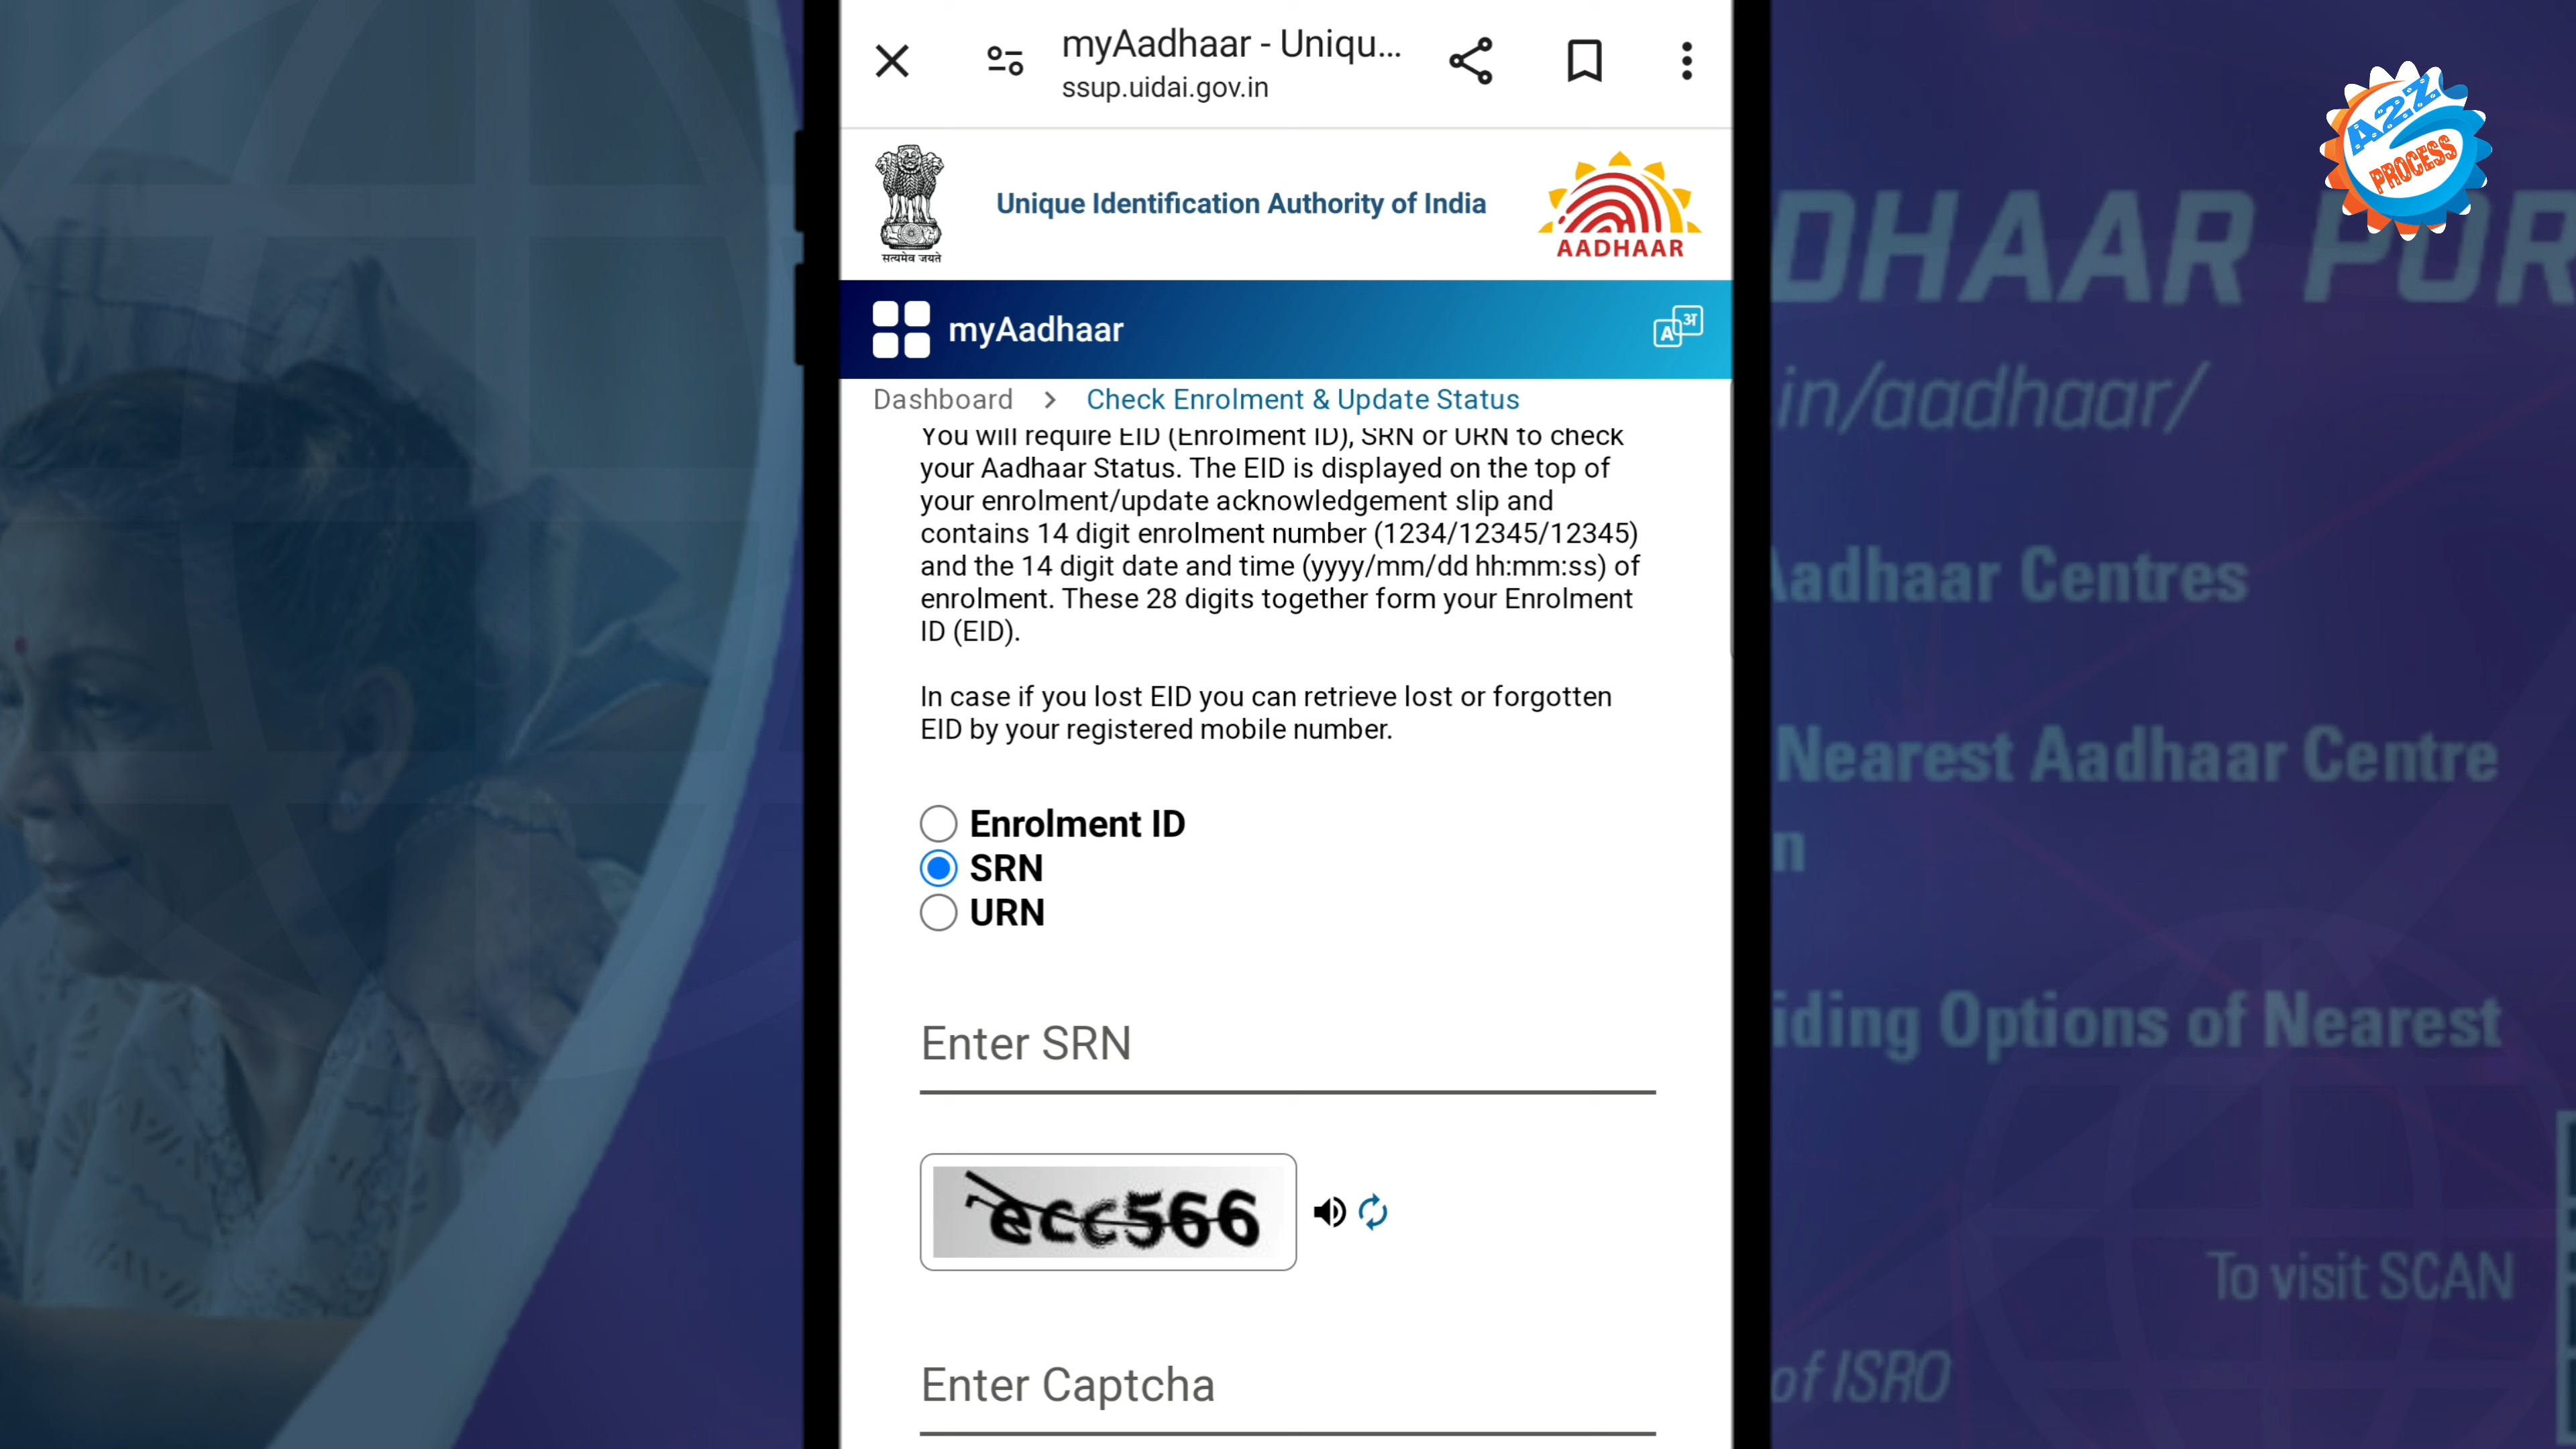 myAadhaar - Uniqu...
ssup.uidai.gov.in
सत्यमेव जयते
Unique Identification Authority of India
AADHAAR
myAadhaar
A अ
Dashboard > Check Enrolment & Update Status
You will require EID (Enrolment ID), SRN or URN to check
your Aadhaar Status. The EID is displayed on the top of
your enrolment/update acknowledgement slip and
contains 14 digit enrolment number (1234/12345/12345)
and the 14 digit date and time (yyyy/mm/dd hh:mm:ss) of
enrolment. These 28 digits together form your Enrolment
ID (EID).
In case if you lost EID you can retrieve lost or forgotten
EID by your registered mobile number.
Enrolment ID
SRN
URN
Enter SRN
ecc566
Enter Captcha
A2Z
PROCESS
DHAAR POR
in/aadhaar/
Aadhaar Centres
Nearest Aadhaar Centre
n
iding Options of Nearest
To visit SCAN
of ISRO